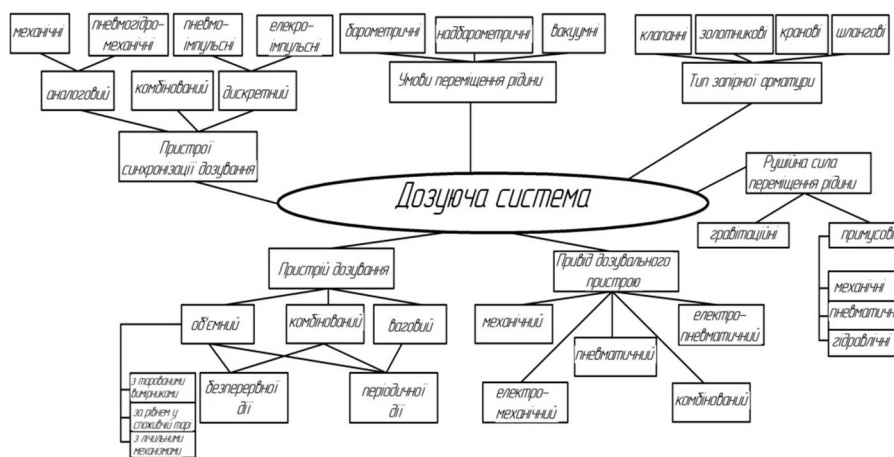 механічні
пневмогідро-
механічні
пневмо-
імпульсні
елекро-
імпульсні
аналоговий
комбінований
дискретний
Пристрої
синхронізації дозування
барометричні
надбарометричні
вакуумні
Умови переміщення рідини
клапанні
золотникові
кранові
шлангові
Тип запірної арматури
Рушійна сила
переміщення рідини
гравітаційні
примусові
механічні
пневматичні
гідравлічні
Дозуюча система
Пристрій дозування
об'ємний
комбінований
ваговий
безперервної
дії
періодичної
дії
з тарованими
вимірниками
за рівнем у
споживчій тарі
з лічильними
механізмами
Привід дозувального
пристрою
механічний
електро-
пневматичний
пневматичний
електро-
механічний
комбінований